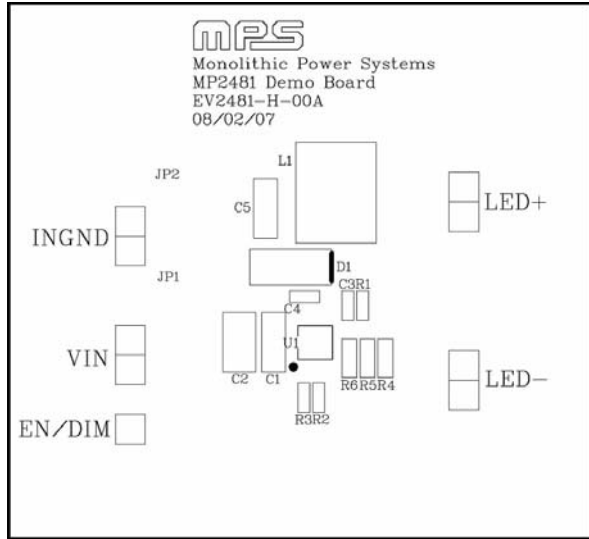 MPS
Monolithic Power Systems
MP2481 Demo Board
EV2481-H-00A
08/02/07
L1
JP2
C5
LED+
INGND
D1
JP1
C3R1
C4
U1
VIN
R6R5R4
LED-
C2 C1
EN/DIM
R3R2